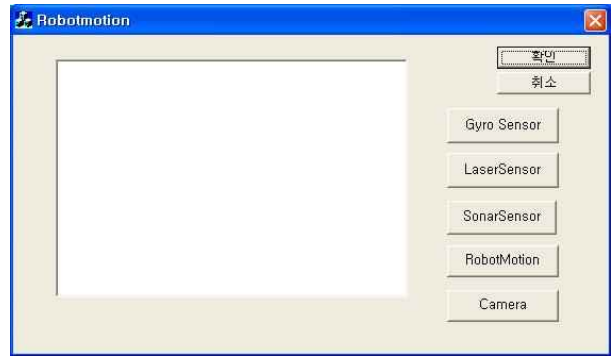 Robotmotion
확인
취소
Gyro Sensor
LaserSensor
SonarSensor
RobotMotion
Camera